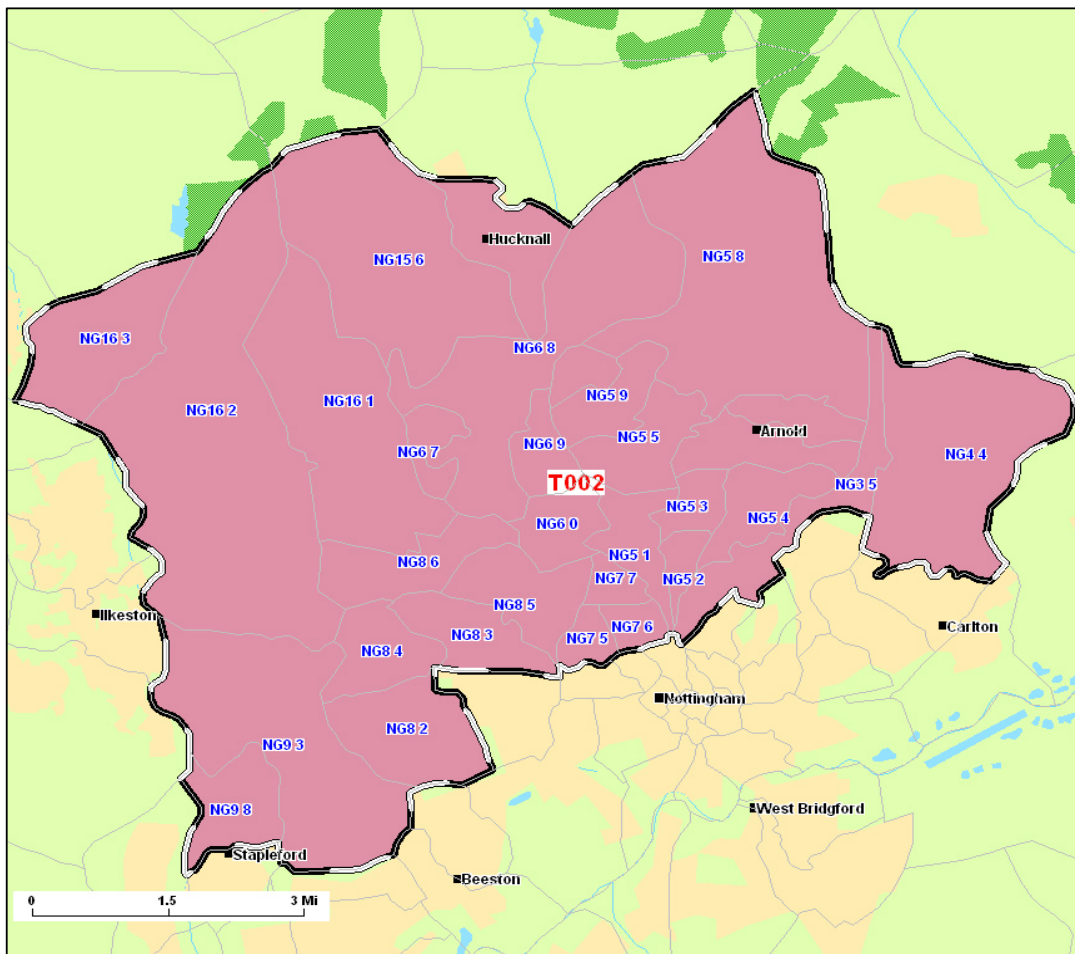 Hucknall
NG5 8
NG15 6
NG16 3
NG6 8
NG5 9
NG16 1
NG16 2
Arnold
NG5 5
NG6 9
NG6 7
NG4 4
T002
NG3 5
NG5 3
NG5 4
NG6 0
NG5 1
NG8 6
NG7 7
NG5 2
NG8 5
Ilkeston
NG7 6
Carlton
NG8 3
NG7 5
NG8 4
Nottingham
NG8 2
NG9 3
West Bridgford
NG9 8
Stapleford
Beeston
0 1.5 3 Mi